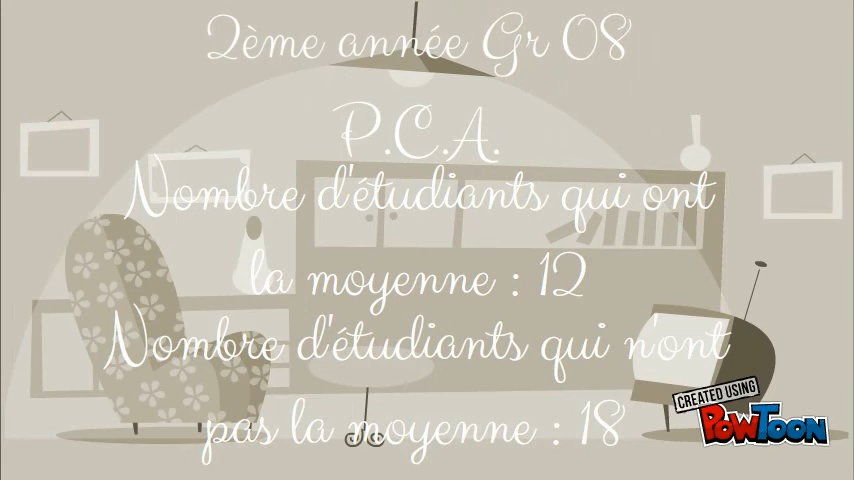 2ème année Gr 08
P.C.A.
Nombre d'étudiants qui ont
la moyenne : 12
Nombre d'étudiants qui n'ont
pas la moyenne : 18
CREATED USING
POWTOON